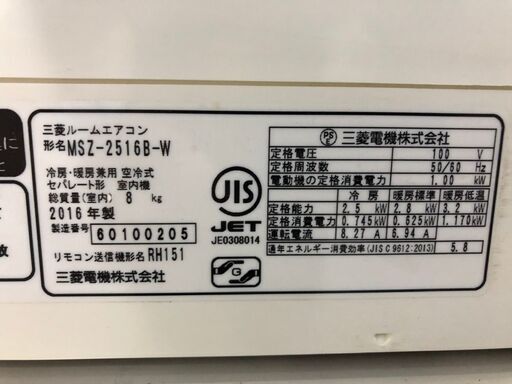 三菱ルームエアコン
形名 MSZ-2516B-W
冷房・暖房兼用 空冷式
セパレート形 室内機
総質量(室内) 8 kg
2016 年製
製造番号 60100205
リモコン送信機形名 RH151
三菱電機株式会社
JIS
JET
JE0308014
PS E 三菱電機株式会社
定格電圧 100 V
定格周波数 50/60 Hz
電動機の定格消費電力 1.00 kW
冷房 暖房標準 暖房低温
定格能力 2.5 kW 2.8 kW 3.2 kW
定格消費電力 0.745kW 0.625kW 1.170kW
運転電流 8.27 A 6.94 A
通年エネルギー消費効率(JIS C 9612:2013) 5.8
に
と
て
故